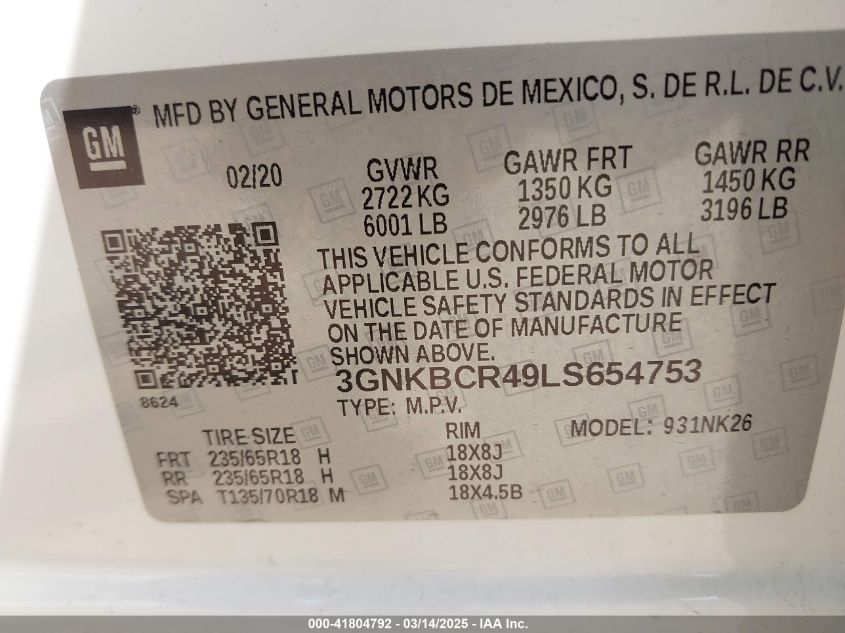 GM ® MFD BY GENERAL MOTORS DE MEXICO, S. DE R.L. DE C.V.
02/20 GVWR GAWR FRT GAWR RR
2722 KG 1350 KG 1450 KG
6001 LB 2976 LB 3196 LB
THIS VEHICLE CONFORMS TO ALL
APPLICABLE U.S. FEDERAL MOTOR
VEHICLE SAFETY STANDARDS IN EFFECT
ON THE DATE OF MANUFACTURE
SHOWN ABOVE.
3GNKBCR49LS654753
8624 TYPE: M.P.V.
TIRE SIZE RIM MODEL: 931NK26
FRT 235/65R18 H 18X8J
RR 235/65R18 H 18X8J
SPA T135/70R18 M 18X4.5B
000-41804792 - 03/14/2025 - IAA Inc.